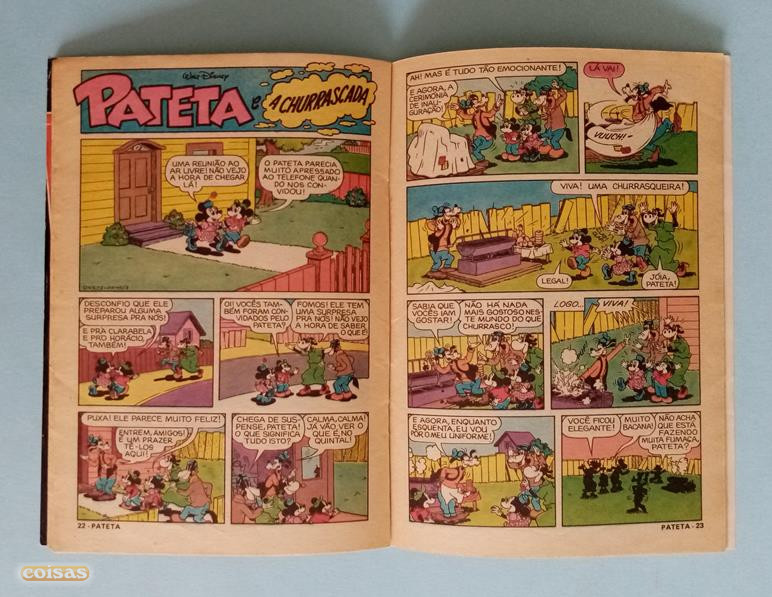 Walt Disney
PATETA e A CHURRASCADA
UMA REUNIÃO AO
AR LIVRE! NÃO VEJO
A HORA DE CHEGAR
LÁ!
O PATETA PARECIA
MUITO APRESSADO
AO TELEFONE QUAN-
DO NOS CON-
VIDOU!
DESCONFIO QUE ELE
PREPAROU ALGUMA
SURPRESA PRA NÓS!
E PRA CLARABELA
E PRO HORÁCIO,
TAMBÉM!
OI! VOCÊS TAM-
BÉM FORAM CON-
VIDADOS PELO
PATETA?
FOMOS! ELE TEM
UMA SURPRESA
PRA NÓS! NÃO VEJO
A HORA DE SABER
O QUE É!
PUXA! ELE PARECE MUITO FELIZ!
ENTREM, AMIGOS!
É UM PRAZER
TÊ-LOS
AQUI!
CHEGA DE SUS-
PENSE, PATETA!
O QUE SIGNIFICA
TUDO ISTO?
CALMA, CALMA!
JÁ VÃO VER O
QUE É, NO
QUINTAL!
22 - PATETA
AH! MAS É TUDO TÃO EMOCIONANTE!
E AGORA, A
CERIMÔNIA
DE INAU-
GURAÇÃO!
LÁ VAI!
VUUCH!
VIVA! UMA CHURRASQUEIRA!
LEGAL!
JÓIA,
PATETA!
SABIA QUE
VOCÊS IAM
GOSTAR!
NÃO HÁ NADA
MAIS GOSTOSO NES-
TE MUNDO DO QUE
CHURRASCO!
LOGO...
VIVA!
E AGORA, ENQUANTO
ESQUENTA, EU VOU
PÔR O MEU UNIFORME!
VOCÊ FICOU
ELEGANTE!
MUITO
BACANA!
NÃO ACHA
QUE ESTÁ
FAZENDO
MUITA FUMAÇA,
PATETA?
PATETA - 23
coisas